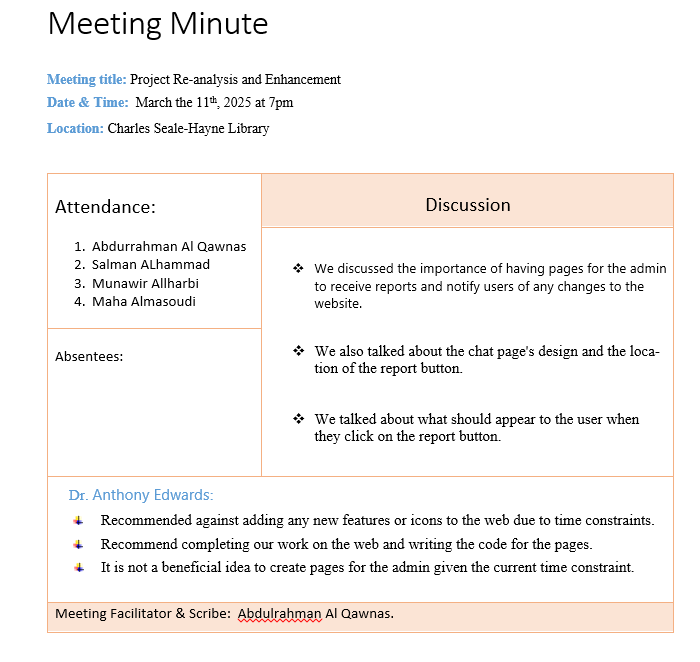 Meeting Minute
Meeting title: Project Re-analysis and Enhancement
Date & Time: March the 11th, 2025 at 7pm
Location: Charles Seale-Hayne Library
Attendance:
1. Abdurrahman Al Qawnas
2. Salman ALhammad
3. Munawir Allharbi
4. Maha Almasoudi
Absentees:
Discussion
❖ We discussed the importance of having pages for the admin
to receive reports and notify users of any changes to the
website.
❖ We also talked about the chat page's design and the loca-
tion of the report button.
❖ We talked about what should appear to the user when
they click on the report button.
Dr. Anthony Edwards:
Recommended against adding any new features or icons to the web due to time constraints.
Recommend completing our work on the web and writing the code for the pages.
It is not a beneficial idea to create pages for the admin given the current time constraint.
Meeting Facilitator & Scribe: Abdulrahman Al Qawnas.